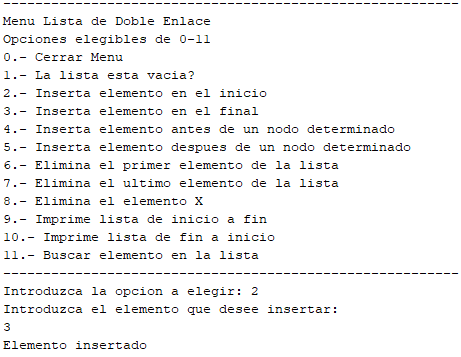 ----------------------------------------------------------
Menu Lista de Doble Enlace
Opciones elegibles de 0-11
0.- Cerrar Menu
1.- La lista esta vacia?
2.- Inserta elemento en el inicio
3.- Inserta elemento en el final
4.- Inserta elemento antes de un nodo determinado
5.- Inserta elemento despues de un nodo determinado
6.- Elimina el primer elemento de la lista
7.- Elimina el ultimo elemento de la lista
8.- Elimina el elemento X
9.- Imprime lista de inicio a fin
10.- Imprime lista de fin a inicio
11.- Buscar elemento en la lista
----------------------------------------------------------
Introduzca la opcion a elegir: 2
Introduzca el elemento que desee insertar:
3
Elemento insertado